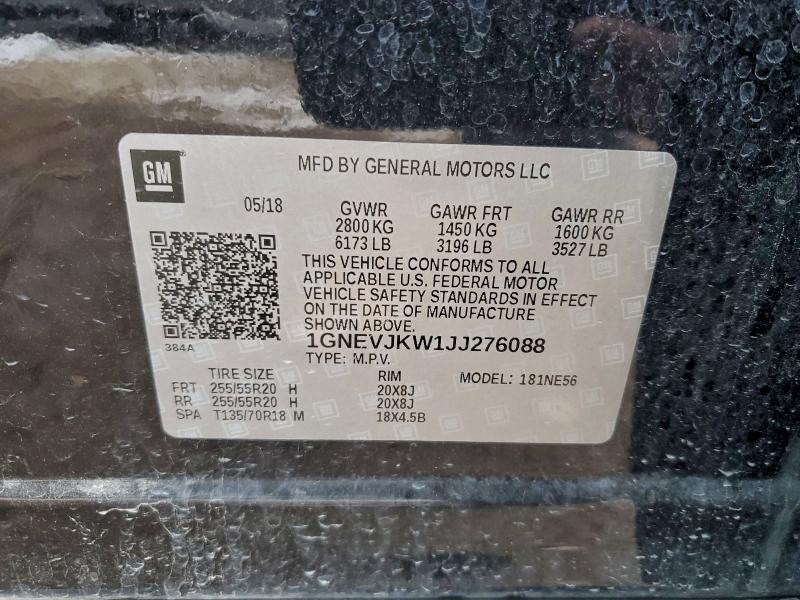 GM
MFD BY GENERAL MOTORS LLC
05/18 GVWR GAWR FRT GAWR RR
2800 KG 1450 KG 1600 KG
6173 LB 3196 LB 3527 LB
THIS VEHICLE CONFORMS TO ALL
APPLICABLE U.S. FEDERAL MOTOR
VEHICLE SAFETY STANDARDS IN EFFECT
ON THE DATE OF MANUFACTURE
SHOWN ABOVE.
384A
1GNEVJKW1JJ276088
TYPE: M.P.V.
TIRE SIZE RIM MODEL: 181NE56
FRT 255/55R20 H 20X8J
RR 255/55R20 H 20X8J
SPA T135/70R18 M 18X4.5B